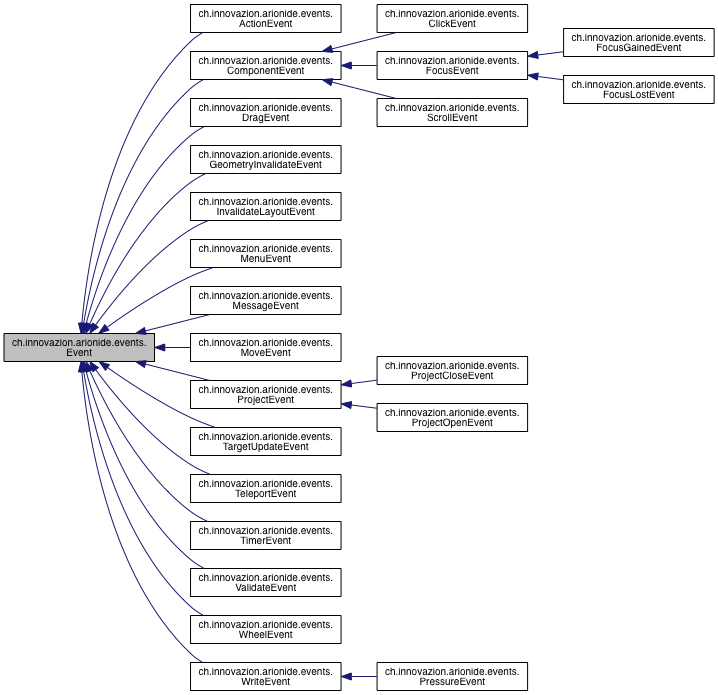 ch.innovazion.arionide.events.
ActionEvent
ch.innovazion.arionide.events.
ClickEvent
ch.innovazion.arionide.events.
FocusGainedEvent
ch.innovazion.arionide.events.
ComponentEvent
ch.innovazion.arionide.events.
FocusEvent
ch.innovazion.arionide.events.
FocusLostEvent
ch.innovazion.arionide.events.
DragEvent
ch.innovazion.arionide.events.
ScrollEvent
ch.innovazion.arionide.events.
GeometryInvalidateEvent
ch.innovazion.arionide.events.
InvalidateLayoutEvent
ch.innovazion.arionide.events.
MenuEvent
ch.innovazion.arionide.events.
MessageEvent
ch.innovazion.arionide.events.
Event
ch.innovazion.arionide.events.
MoveEvent
ch.innovazion.arionide.events.
ProjectCloseEvent
ch.innovazion.arionide.events.
ProjectEvent
ch.innovazion.arionide.events.
ProjectOpenEvent
ch.innovazion.arionide.events.
TargetUpdateEvent
ch.innovazion.arionide.events.
TeleportEvent
ch.innovazion.arionide.events.
TimerEvent
ch.innovazion.arionide.events.
ValidateEvent
ch.innovazion.arionide.events.
WheelEvent
ch.innovazion.arionide.events.
WriteEvent
ch.innovazion.arionide.events.
PressureEvent